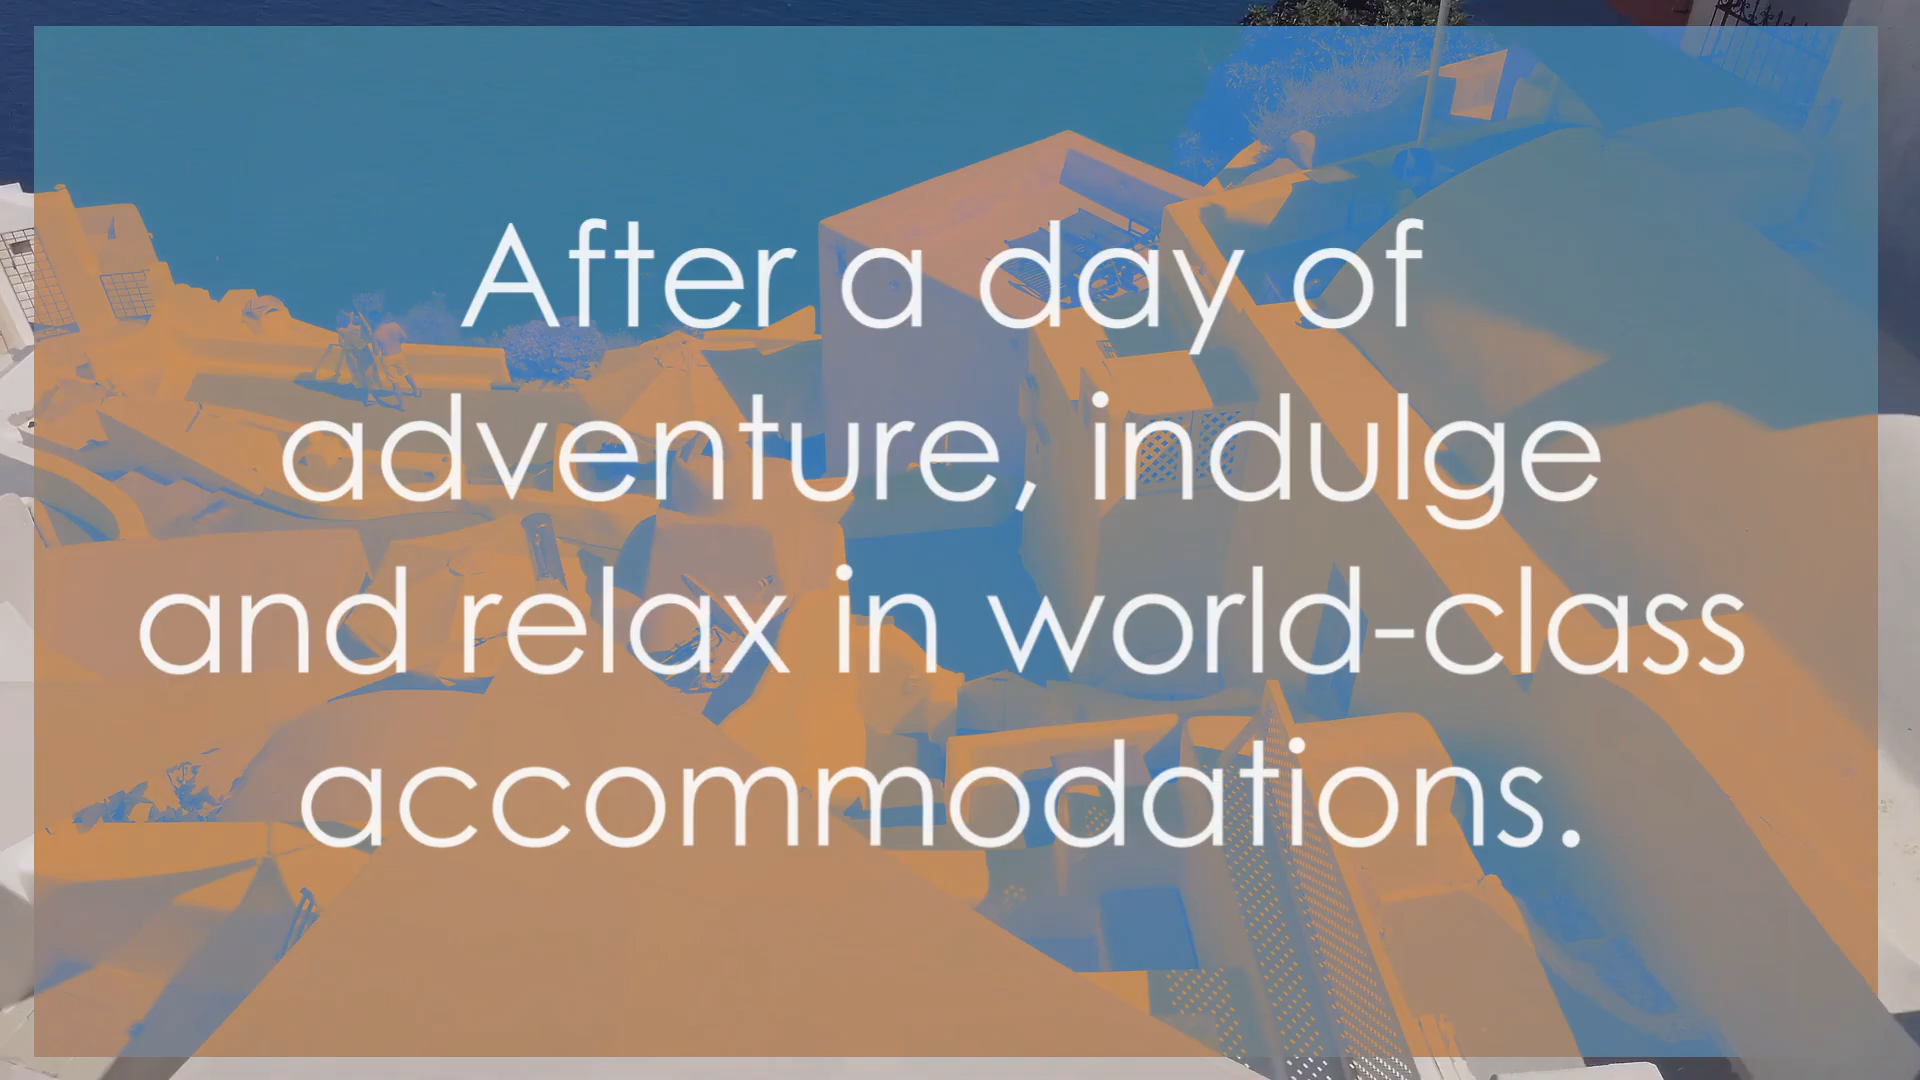 After a day of
adventure, indulge
and relax in world-class
accommodations.